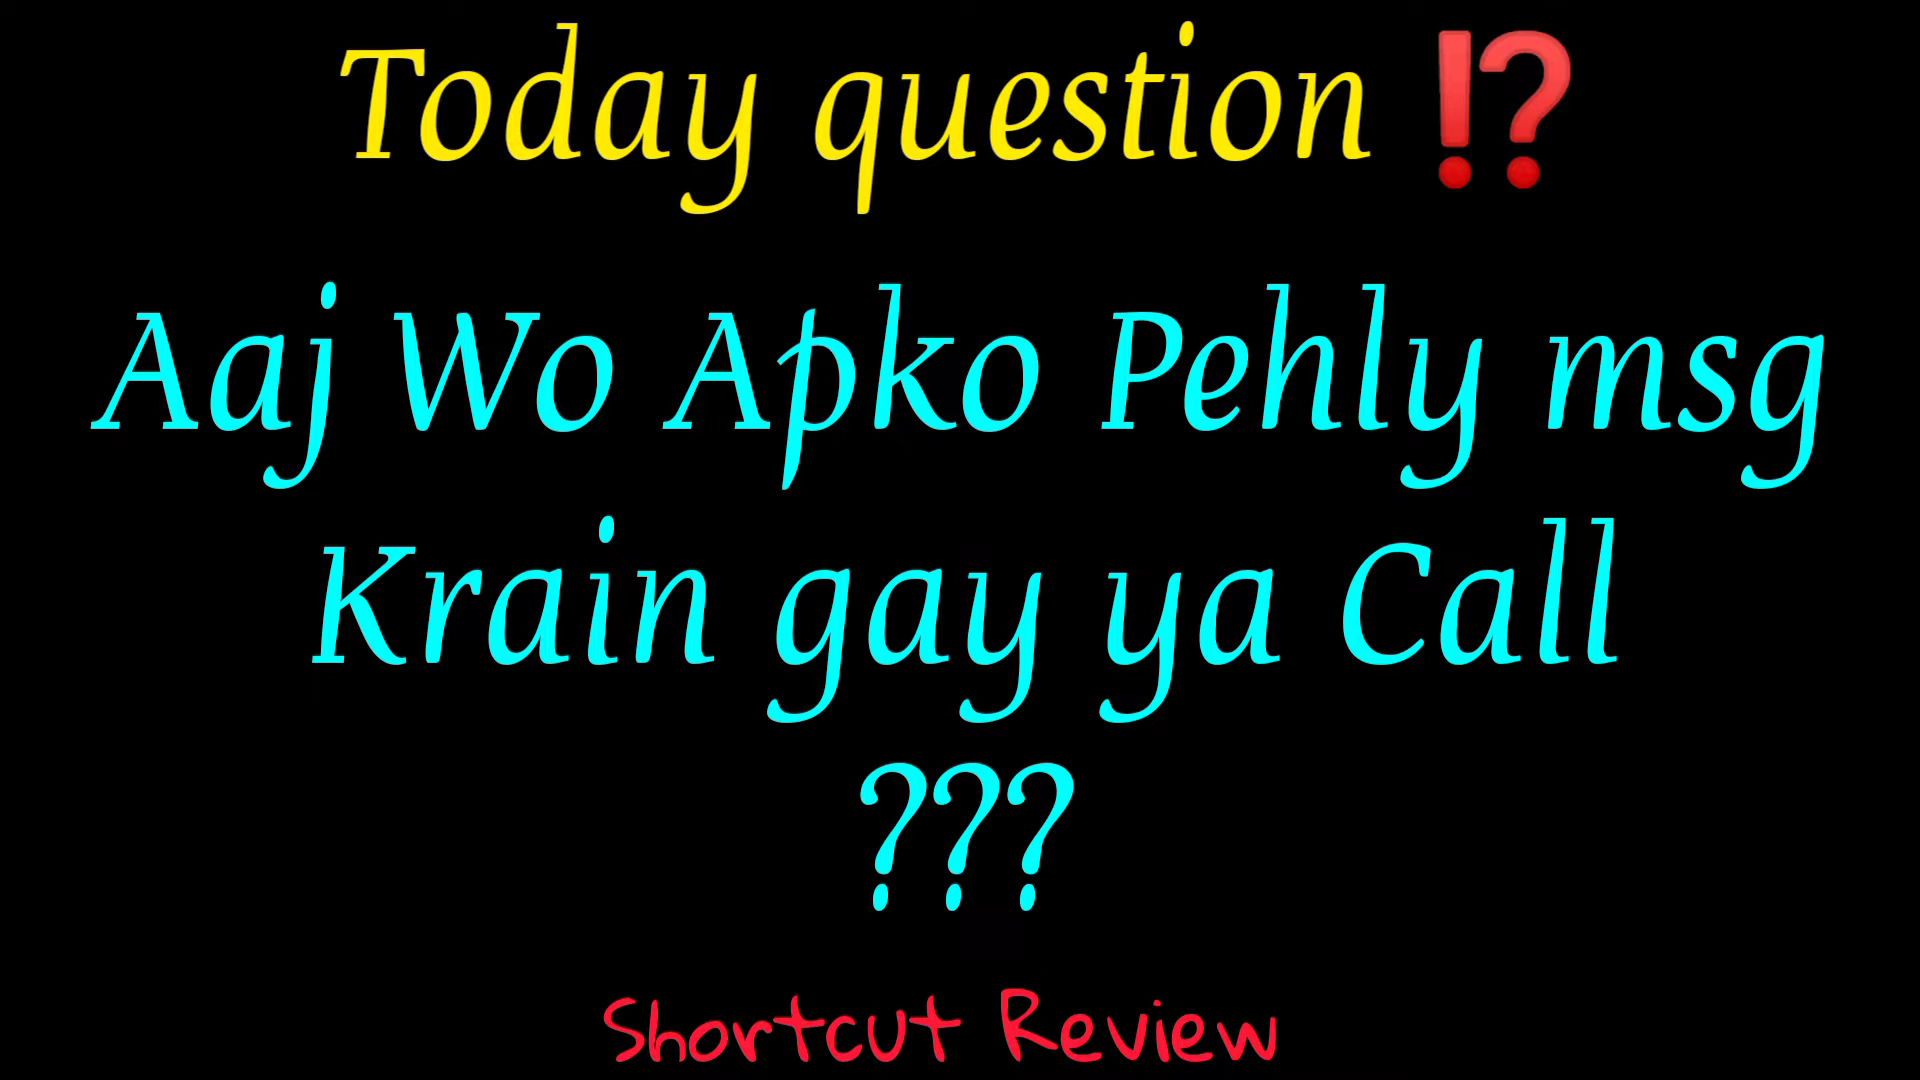 Today question ⁉️
Aaj Wo Apko Pehly msg
Krain gay ya Call
???
Shortcut Review